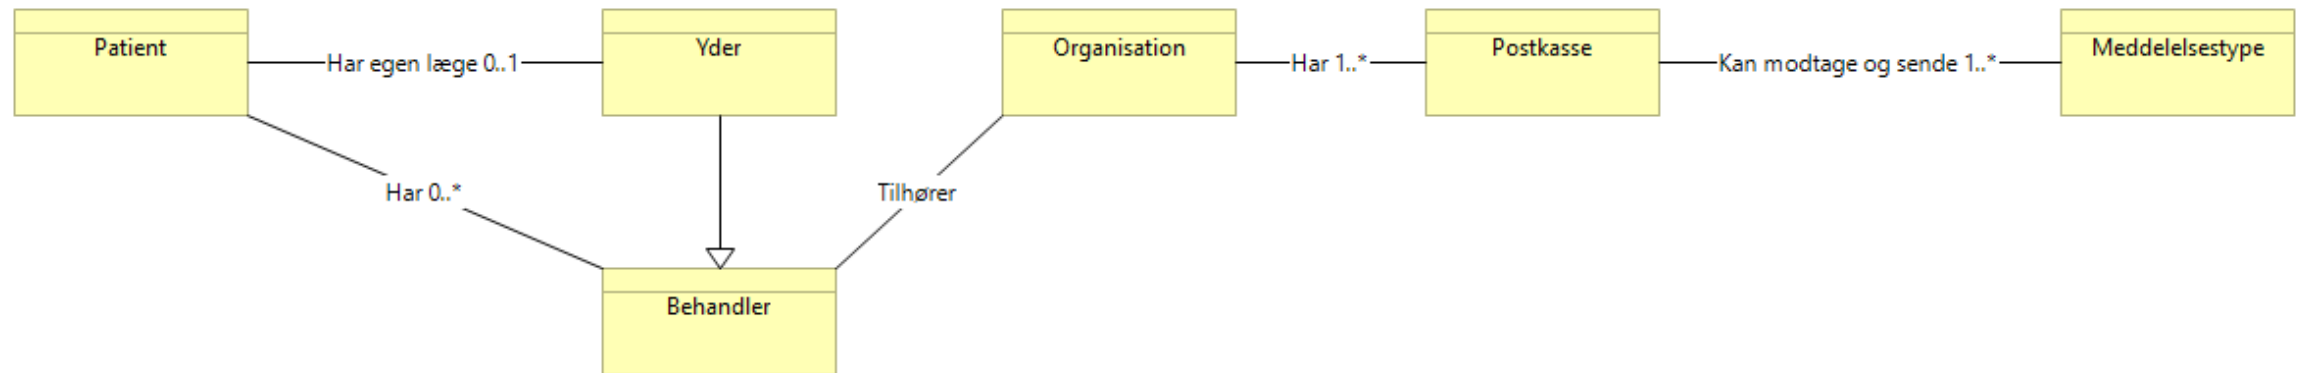 Patient
Har egen læge 0..1
Yder
Organisation
Har 1..*
Postkasse
Kan modtage og sende 1..*
Meddelelsestype
Har 0..*
Tilhører
Behandler